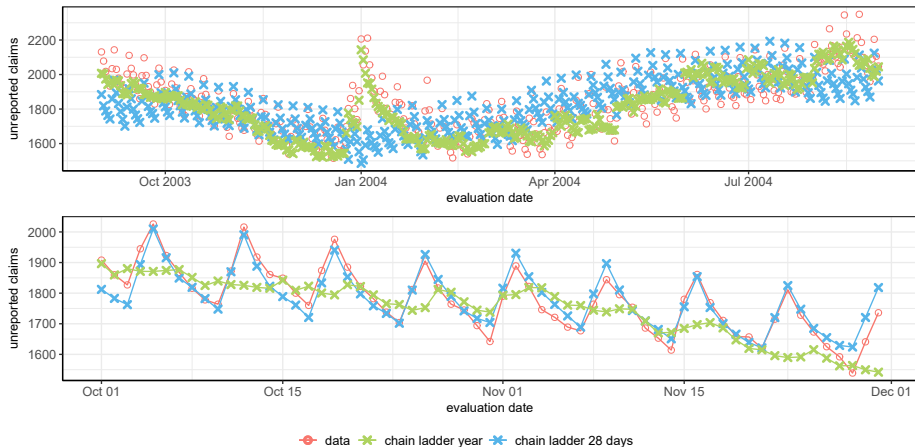 unreported claims
2200
2000
1800
1600
Oct 2003
Jan 2004
Apr 2004
Jul 2004
evaluation date
unreported claims
2000
1900
1800
1700
1600
Oct 01
Oct 15
Nov 01
Nov 15
Dec 01
evaluation date
data chain ladder year chain ladder 28 days